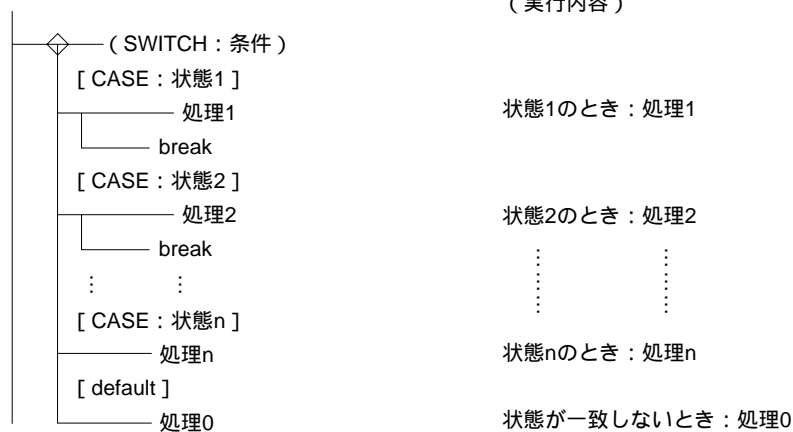 （実行内容）
（SWITCH：条件）
［CASE：状態1］
処理1 状態1のとき：処理1
break
［CASE：状態2］
処理2 状態2のとき：処理2
break
［CASE：状態n］
処理n 状態nのとき：処理n
［default］
処理0 状態が一致しないとき：処理0